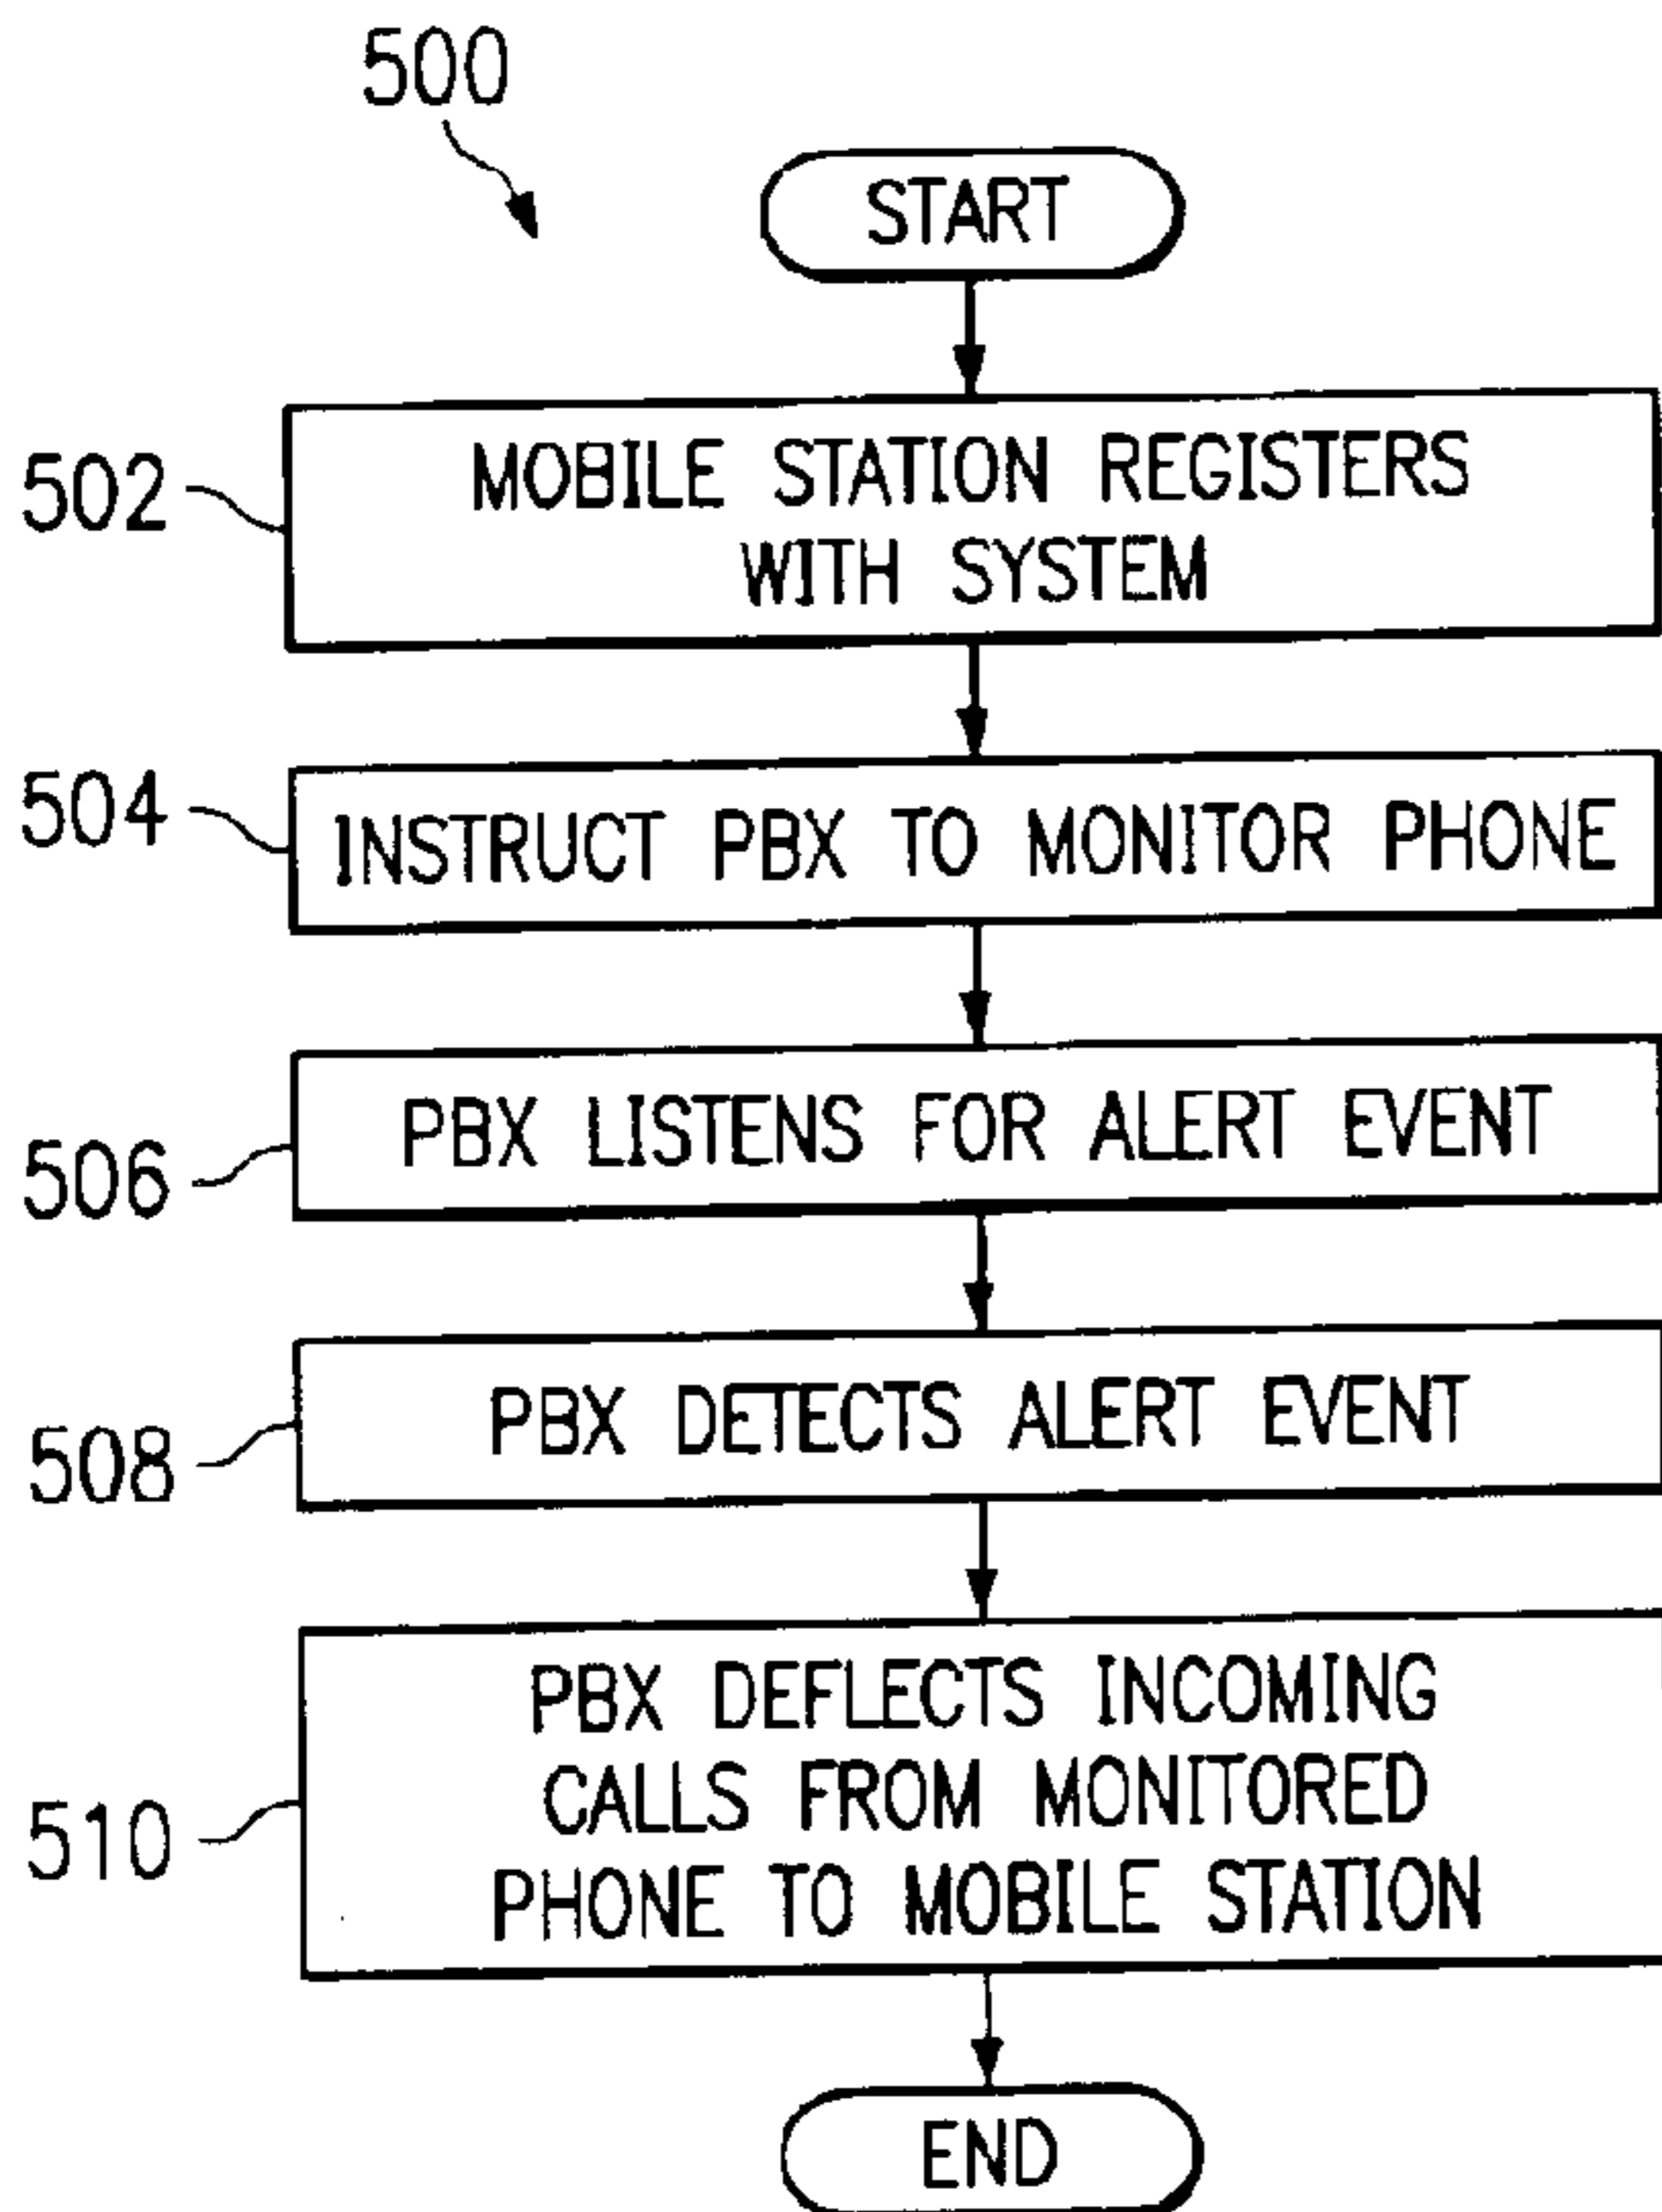 500
START
502
MOBILE STATION REGISTERS
WITH SYSTEM
504
INSTRUCT PBX TO MONITOR PHONE
506
PBX LISTENS FOR ALERT EVENT
508
PBX DETECTS ALERT EVENT
510
PBX DEFLECTS INCOMING
CALLS FROM MONITORED
PHONE TO MOBILE STATION
END